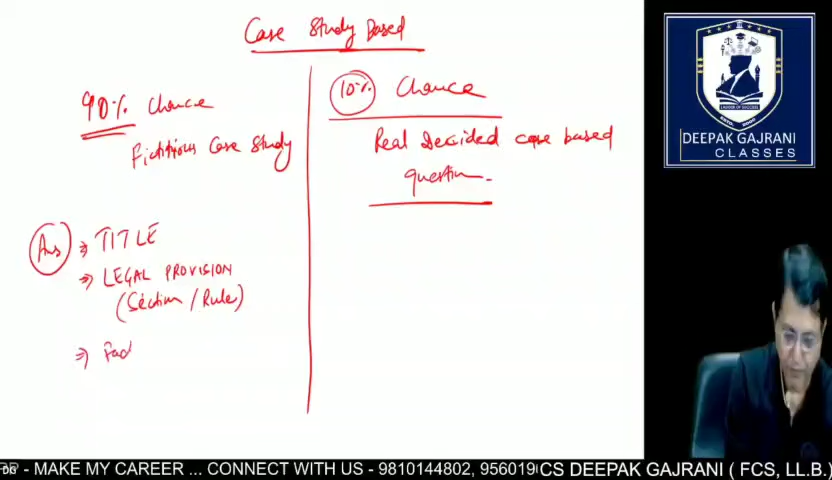 Case Study Based
90% Chance
Fictitious Case Study
Ans
⇒ TITLE
⇒ LEGAL PROVISION
(Section / Rule)
⇒ Fad
10% Chance
Real Decided case based
question.
DEEPAK GAJRANI
CLASSES
- MAKE MY CAREER ... CONNECT WITH US - 9810144802, 956019 CS DEEPAK GAJRANI ( FCS, LL.B.)